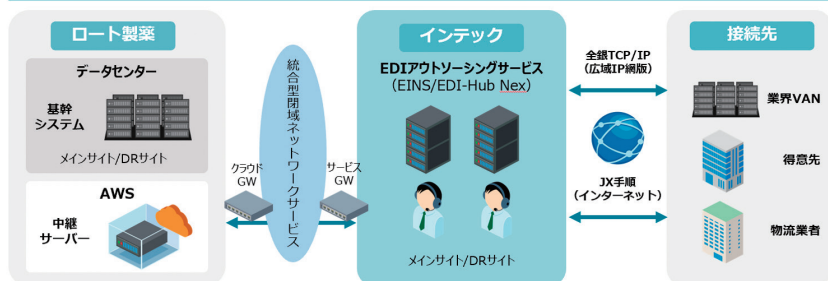 ロート製薬
データセンター
基幹
システム
メインサイト/DRサイト
AWS
中継
サーバー
クラウド
GW
統合型閉域ネットワークサービス
サービス
GW
インテック
EDIアウトソーシングサービス
(EINS/EDI-Hub Nex)
メインサイト/DRサイト
全銀TCP/IP
(広域IP網版)
JX手順
(インターネット)
接続先
業界VAN
得意先
物流業者